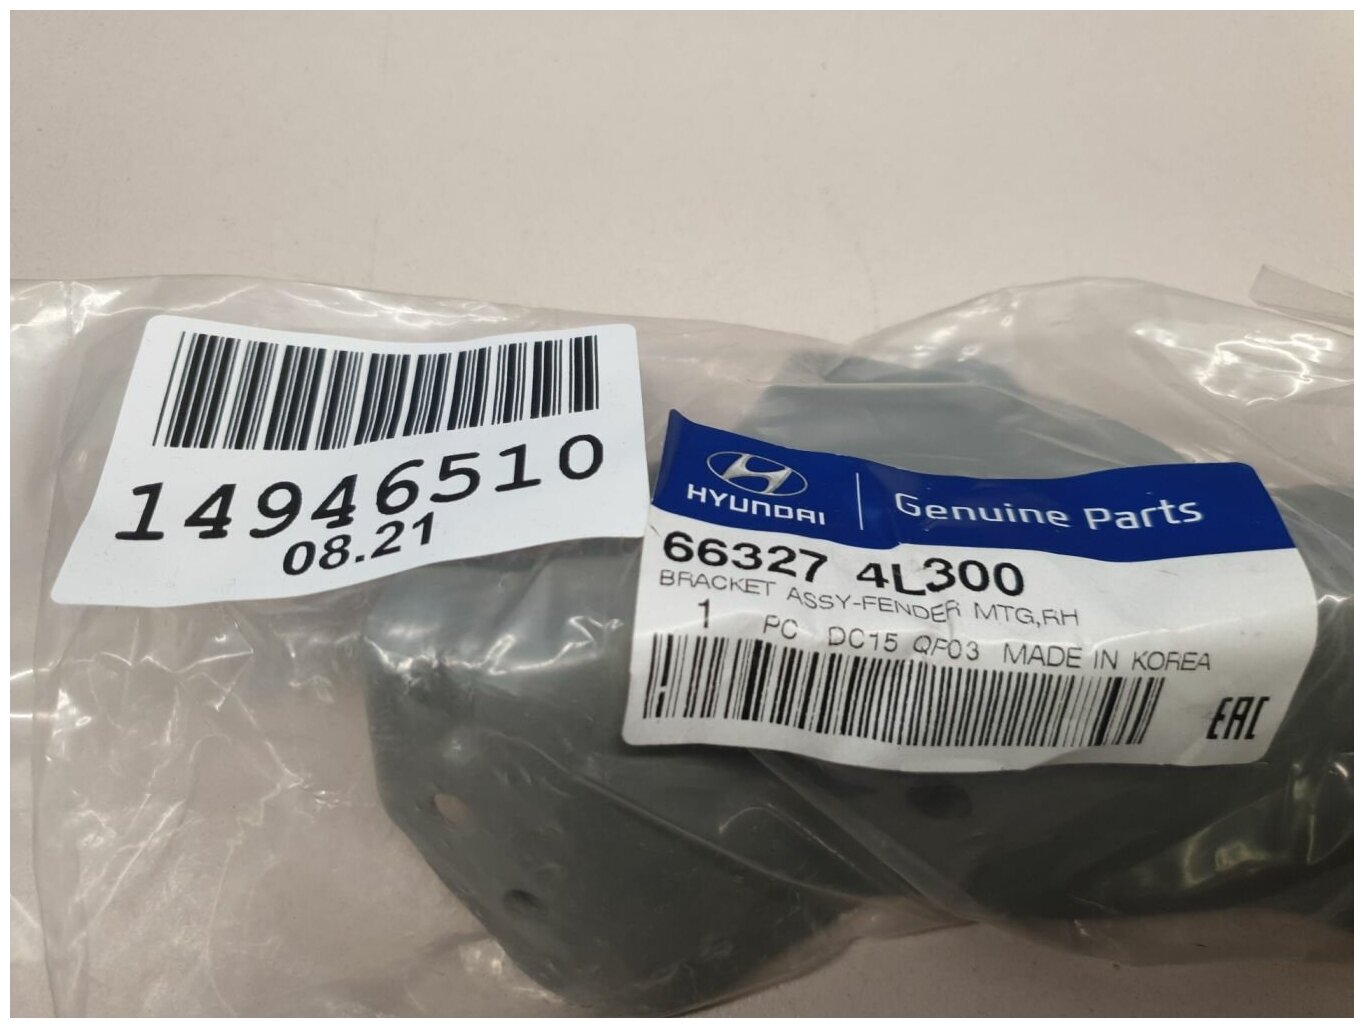 14946510
08.21
HYUNDAI
Genuine Parts
66327 4L300
BRACKET ASSY-FENDER MTG,RH
1 PC DC15 QF03 MADE IN KOREA
EAC